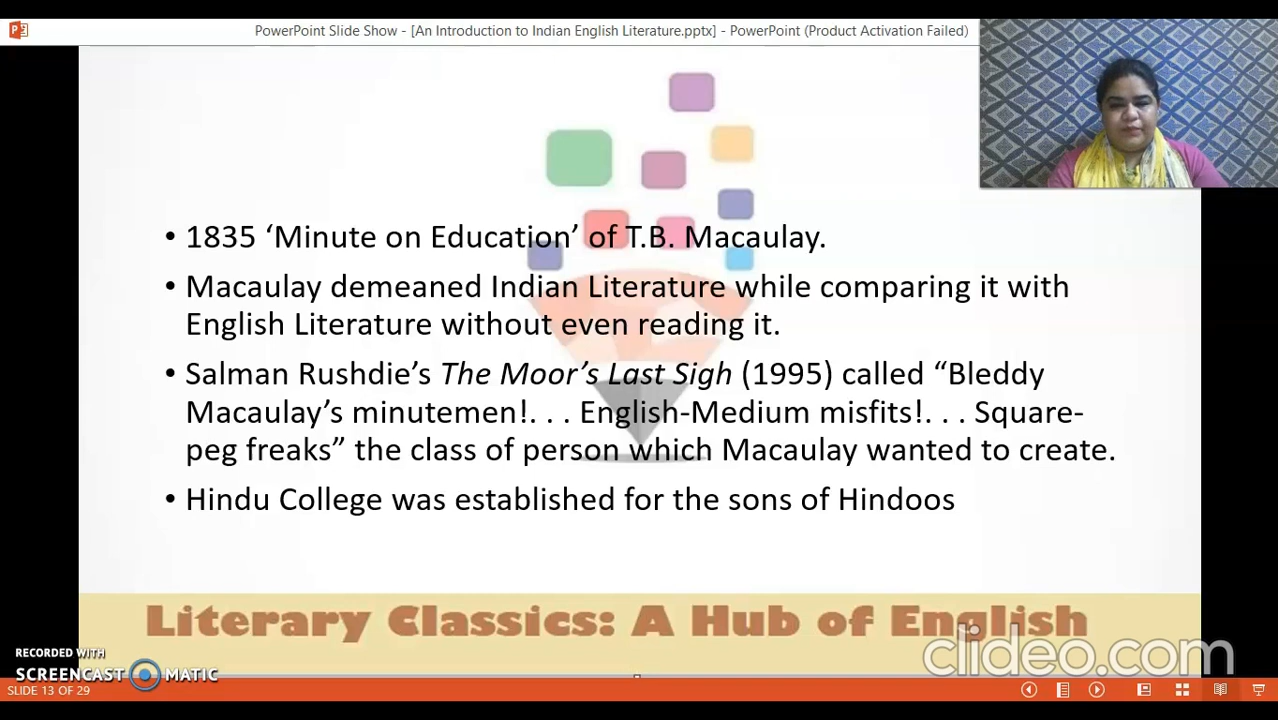 PowerPoint Slide Show - [An Introduction to Indian English Literature.pptx] - PowerPoint (Product Activation Failed)
• 1835 ‘Minute on Education’ of T.B. Macaulay.
• Macaulay demeaned Indian Literature while comparing it with
English Literature without even reading it.
• Salman Rushdie’s The Moor’s Last Sigh (1995) called “Bleddy
Macaulay’s minutemen!. . . English-Medium misfits!. . . Square-
peg freaks” the class of person which Macaulay wanted to create.
• Hindu College was established for the sons of Hindoos
Literary Classics: A Hub of English
clideo.com
RECORDED WITH
SCREENCAST MATIC
SLIDE 13 OF 29